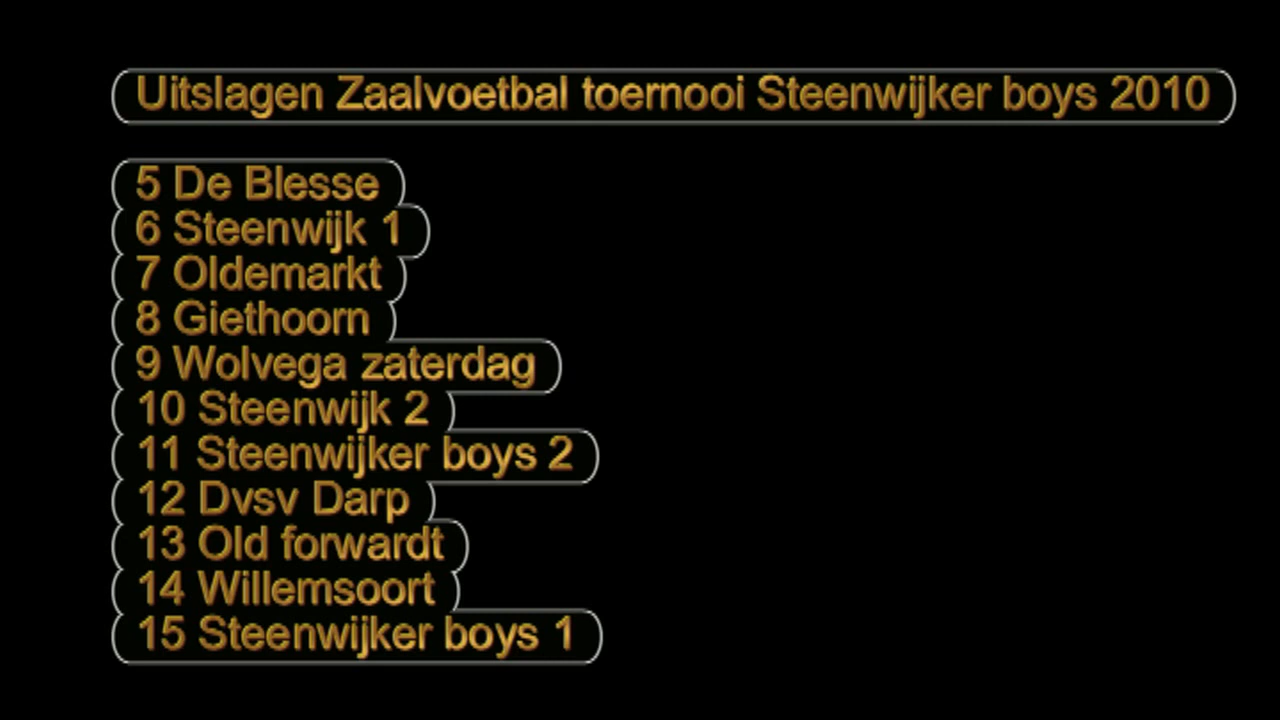 Uitslagen Zaalvoetbal toernooi Steenwijker boys 2010
5 De Blesse
6 Steenwijk 1
7 Oldemarkt
8 Giethoorn
9 Wolvega zaterdag
10 Steenwijk 2
11 Steenwijker boys 2
12 Dvsv Darp
13 Old forwardt
14 Willemsoort
15 Steenwijker boys 1